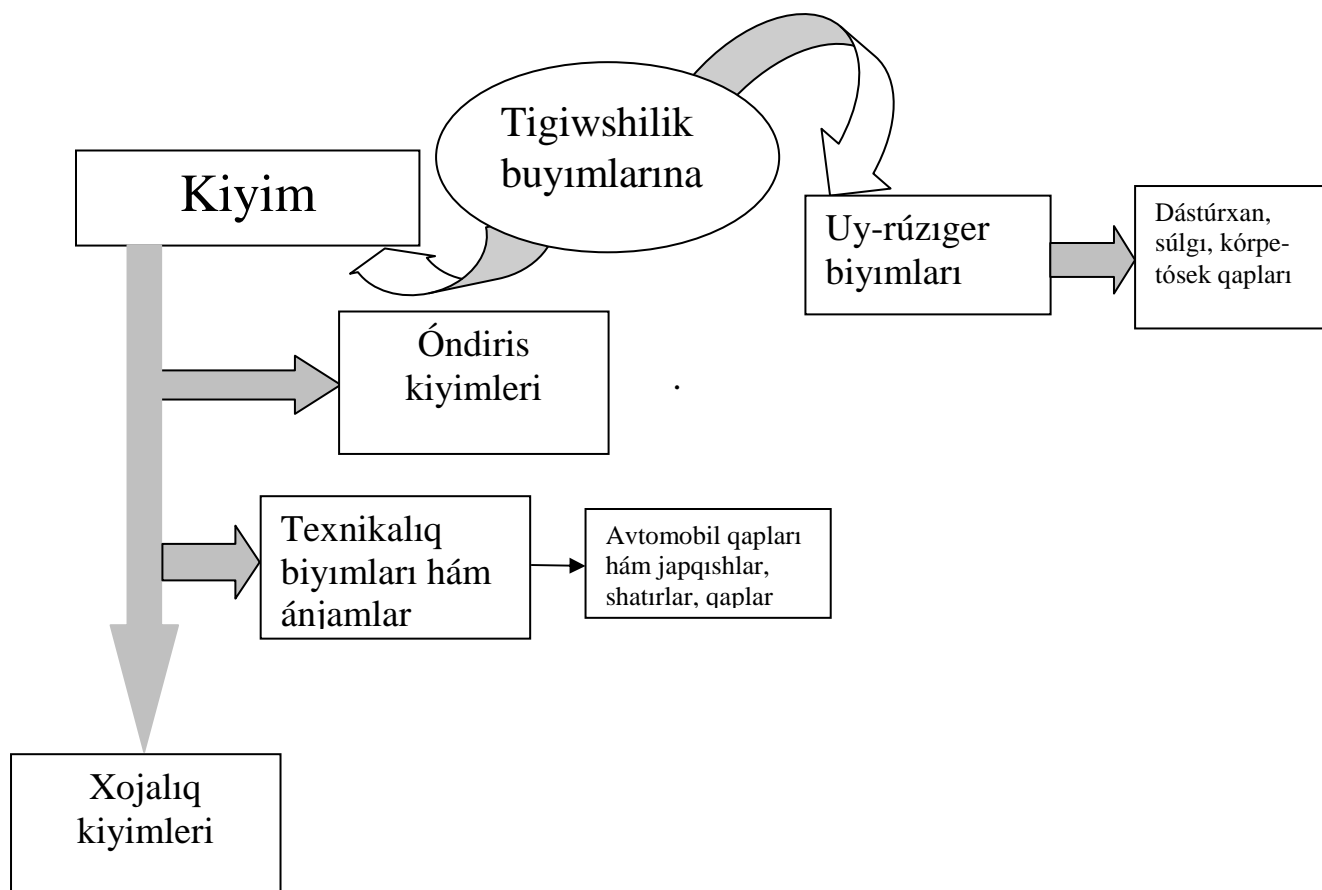 Tigiwshilik
buyımlarına
Kiyim
Uy-rúzıger
biyımları
Dástúrxan,
súlgı, kórpe-
tósek qapları
Óndiris
kiyimleri
.
Texnikalıq
biyımları hám
ánjamlar
Avtomobil qapları
hám japqıshlar,
shatırlar, qaplar
Xojalıq
kiyimleri